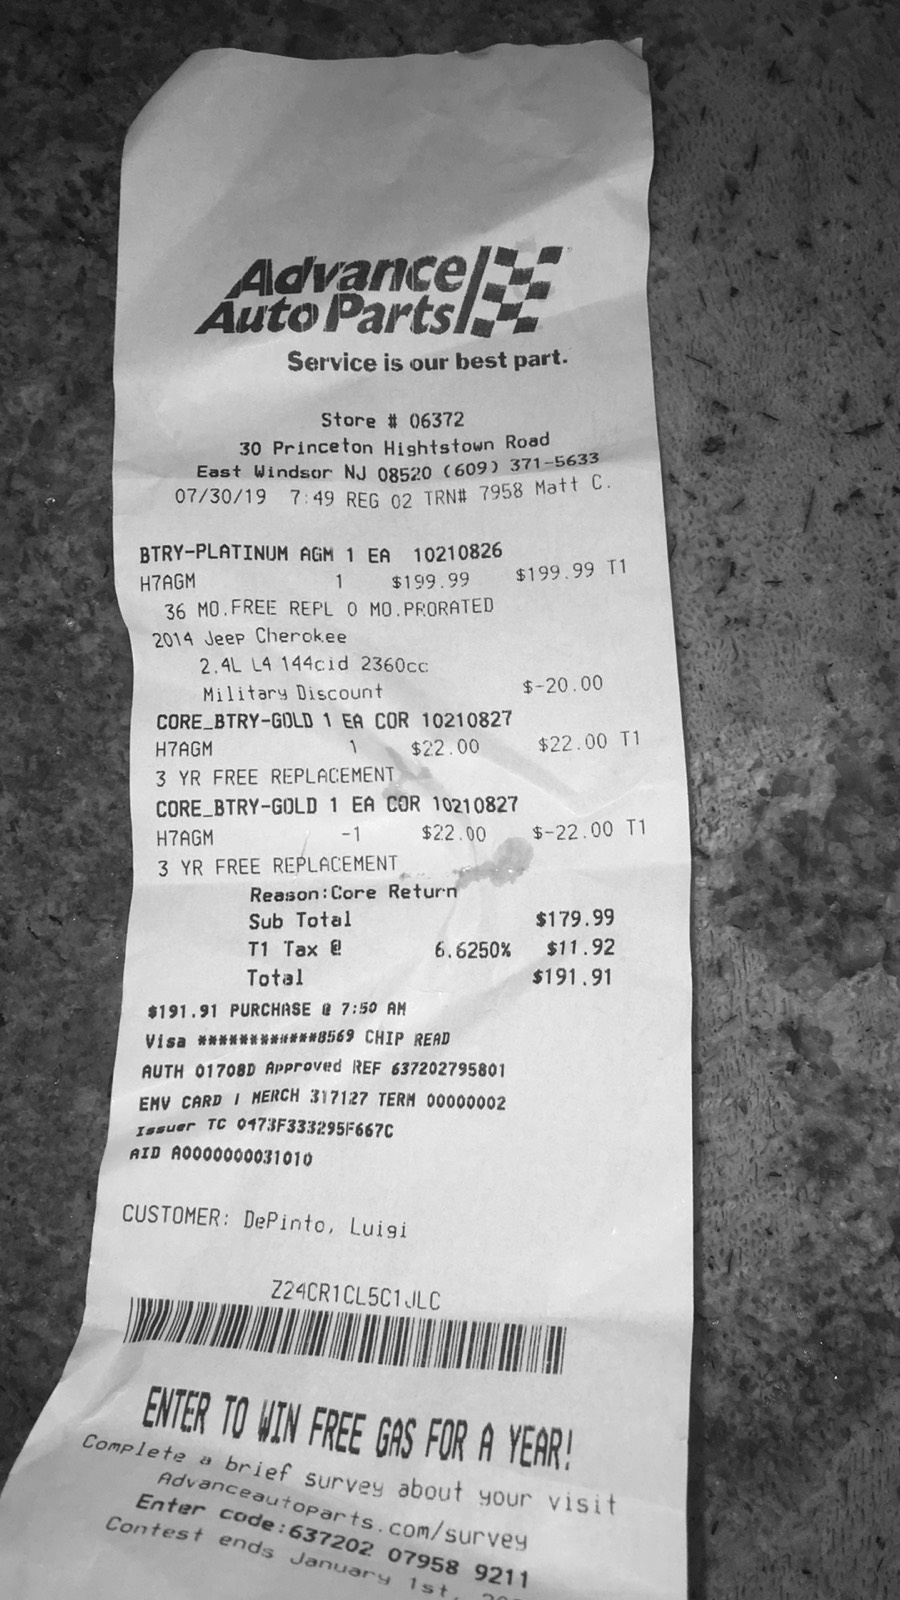 Advance
Auto Parts
Service is our best part.
Store # 06372
30 Princeton Hightstown Road
East Windsor NJ 08520 (609) 371-5633
07/30/19 7:49 REG 02 TRN# 7958 Matt C.
BTRY-PLATINUM AGM 1 EA 10210826
H7AGM 1 $199.99 $199.99 T1
36 MO.FREE REPL 0 MO.PRORATED
2014 Jeep Cherokee
2.4L L4 144cid 2360cc
Military Discount $-20.00
CORE_BTRY-GOLD 1 EA COR 10210827
H7AGM 1 $22.00 $22.00 T1
3 YR FREE REPLACEMENT
CORE_BTRY-GOLD 1 EA COR 10210827
H7AGM -1 $22.00 $-22.00 T1
3 YR FREE REPLACEMENT
Reason:Core Return
Sub Total $179.99
T1 Tax @ 6.6250% $11.92
Total $191.91
$191.91 PURCHASE @ 7:50 AM
Visa ************8569 CHIP READ
AUTH 01708D Approved REF 637202795801
EMV CARD I MERCH 317127 TERM 00000002
Issuer TC 0473F333295F667C
AID A0000000031010
CUSTOMER: DePinto, Luigi
Z24CR1CL5C1JLC
ENTER TO WIN FREE GAS FOR A YEAR!
Complete a brief survey about your visit
Advanceautoparts.com/survey
Enter code:637202 07958 9211
Contest ends January 1st,